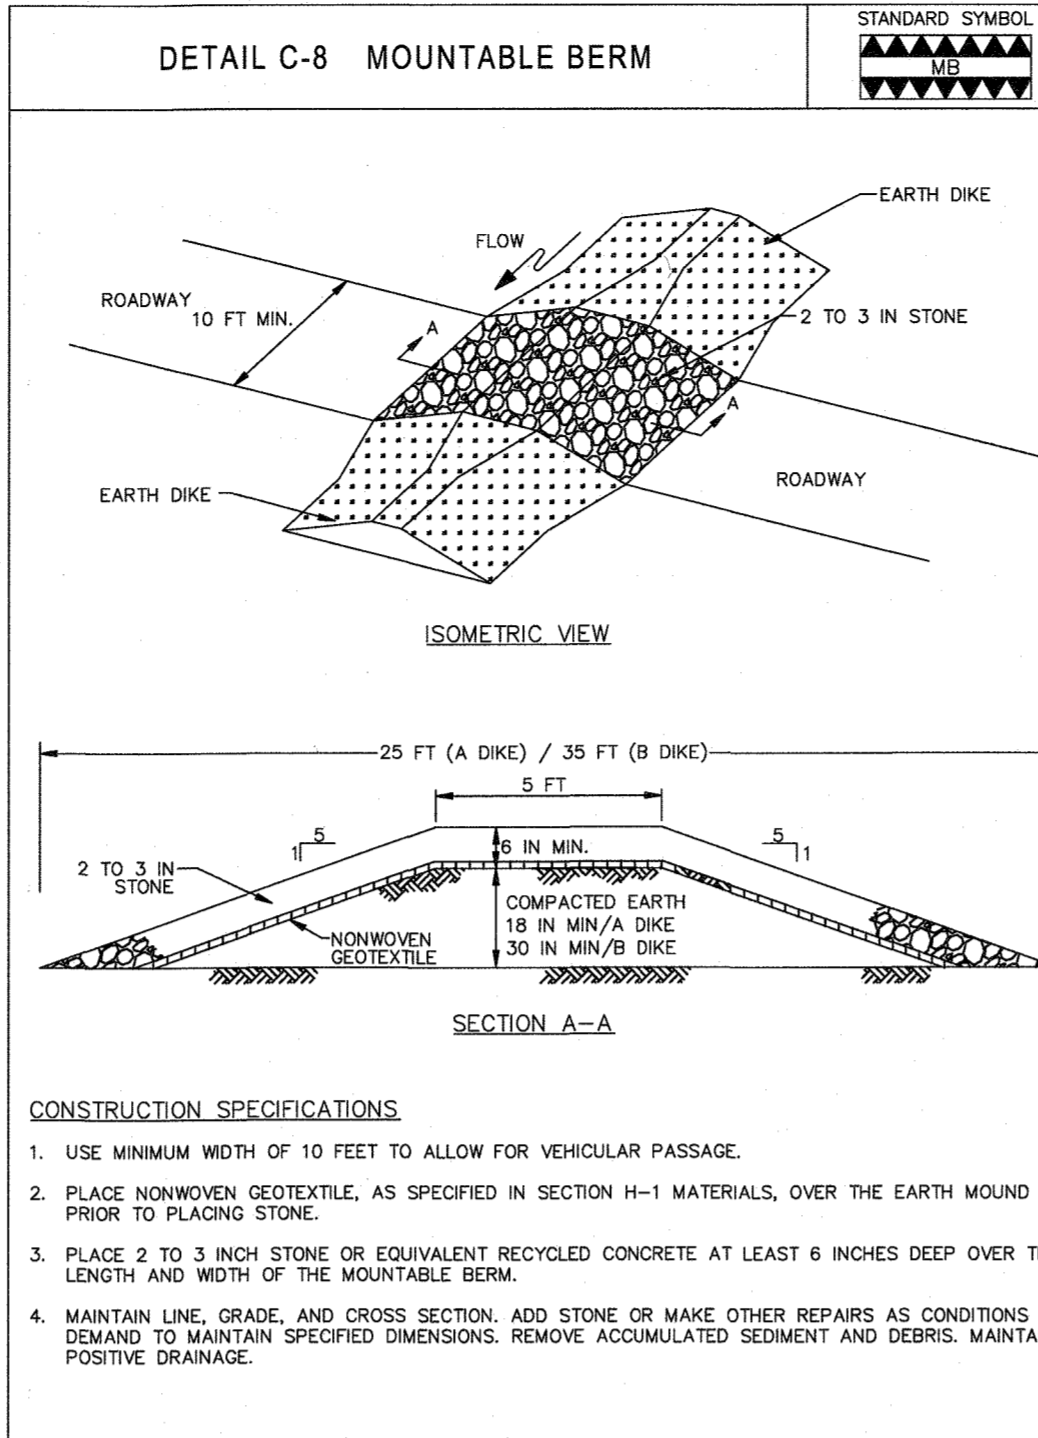 DETAIL C-8 MOUNTABLE BERM
STANDARD SYMBOL
MB
EARTH DIKE
FLOW
ROADWAY
10 FT MIN.
A
2 TO 3 IN STONE
A
ROADWAY
EARTH DIKE
ISOMETRIC VIEW
25 FT (A DIKE) / 35 FT (B DIKE)
5 FT
5
1
6 IN MIN.
5
1
2 TO 3 IN
STONE
COMPACTED EARTH
18 IN MIN/A DIKE
30 IN MIN/B DIKE
NONWOVEN
GEOTEXTILE
SECTION A-A
CONSTRUCTION SPECIFICATIONS
1. USE MINIMUM WIDTH OF 10 FEET TO ALLOW FOR VEHICULAR PASSAGE.
2. PLACE NONWOVEN GEOTEXTILE, AS SPECIFIED IN SECTION H-1 MATERIALS, OVER THE EARTH MOUND
PRIOR TO PLACING STONE.
3. PLACE 2 TO 3 INCH STONE OR EQUIVALENT RECYCLED CONCRETE AT LEAST 6 INCHES DEEP OVER
LENGTH AND WIDTH OF THE MOUNTABLE BERM.
4. MAINTAIN LINE, GRADE, AND CROSS SECTION. ADD STONE OR MAKE OTHER REPAIRS AS CONDITIONS
DEMAND TO MAINTAIN SPECIFIED DIMENSIONS. REMOVE ACCUMULATED SEDIMENT AND DEBRIS.
POSITIVE DRAINAGE.